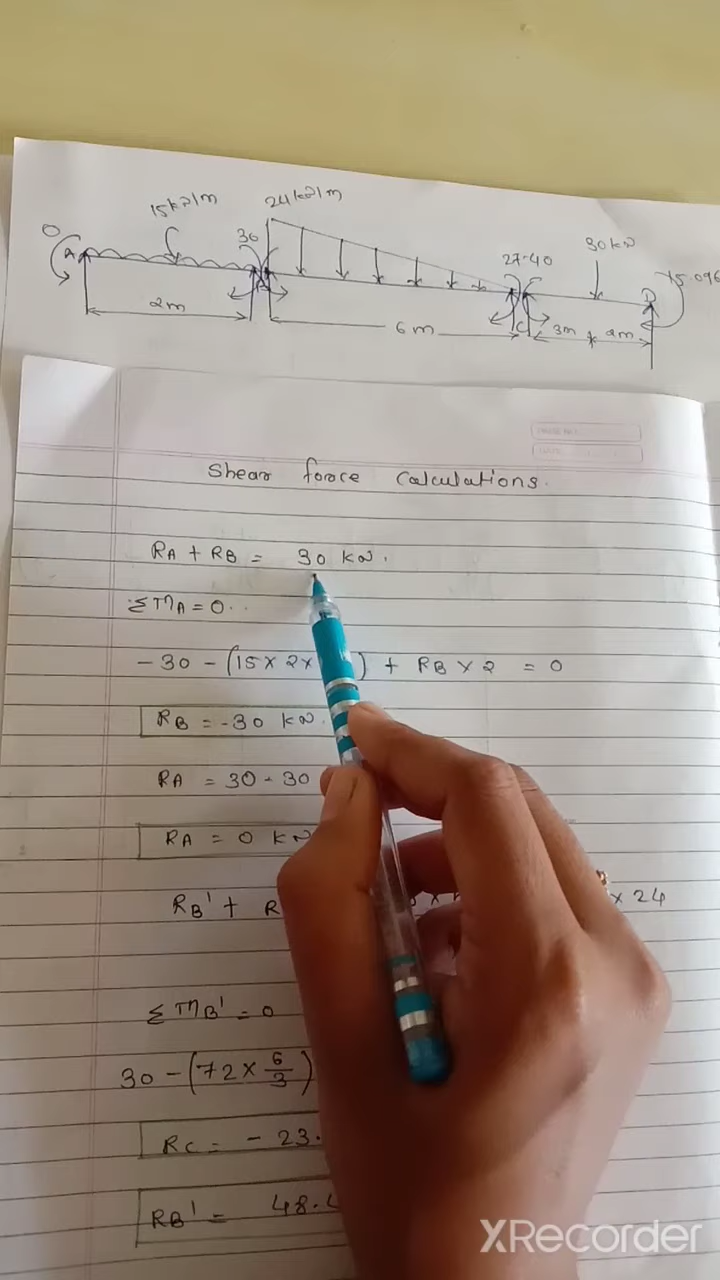 15kN/m
24kN/m
0
A
36
27.40
30kN
15.096
D
C
2m
6m
3m
2m
Shear force Calculations.
RA + RB = 30 kN.
ΣMA = 0..
-30 - (15 × 2 × ) + RB × 2 = 0
RB = -30 kN.
RA = 30 - 30
RA = 0 kN
RB' + R × 24
ΣMB' = 0
30 - (72 × 6/3)
RC = - 23.
RB' = 48.
XRecorder